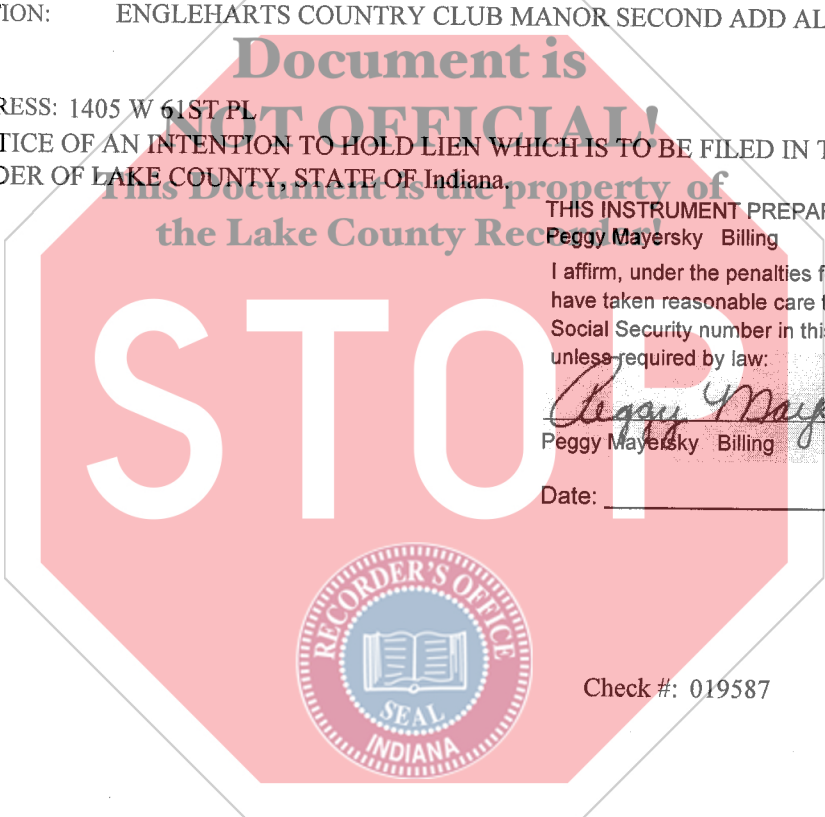 TION: ENGLEHARTS COUNTRY CLUB MANOR SECOND ADD AL
Document is
RESS: 1405 W 61ST PL
NOT OFFICIAL!
TICE OF AN INTENTION TO HOLD LIEN WHICH IS TO BE FILED IN T
DER OF LAKE COUNTY, STATE OF Indiana.
This Document is the property of
the Lake County Recorder!
THIS INSTRUMENT PREPAR
Peggy Mayersky Billing
I affirm, under the penalties f
have taken reasonable care t
Social Security number in this
unless required by law:
Peggy Maye
Peggy Mayersky Billing
Date:
STOP
RECORDER'S OFFICE
SEAL
INDIANA
Check #: 019587